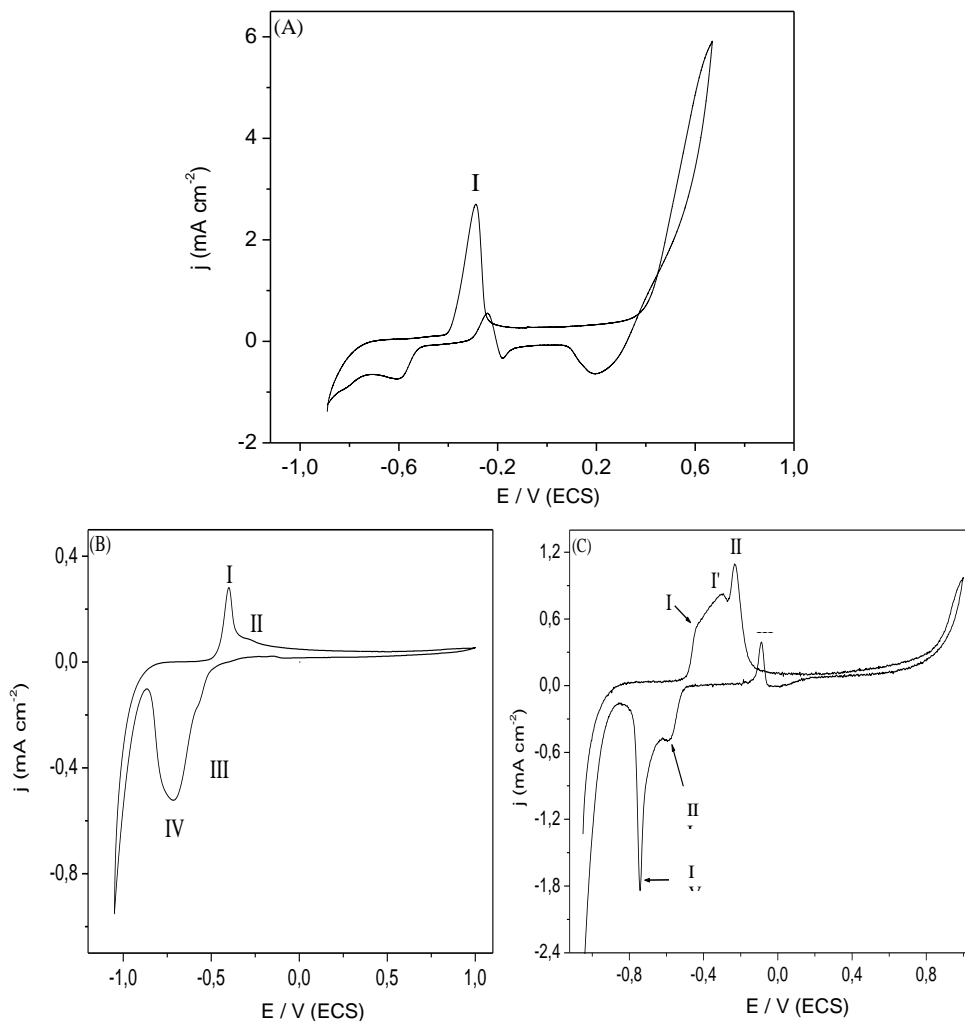 (A)
6
4
2
0
-2
I
j (mA cm-2)
-1,0 -0,6 -0,2 0,2 0,6 1,0
E / V (ECS)
(B)
0,4
0,0
-0,4
-0,8
I
II
III
IV
j (mA cm-2)
-1,0 -0,5 0,0 0,5 1,0
E / V (ECS)
(C)
1,2
0,6
0,0
-0,6
-1,2
-1,8
-2,4
I
I'
II
II
I
j (mA cm-2)
-0,8 -0,4 0,0 0,4 0,8
E / V (ECS)